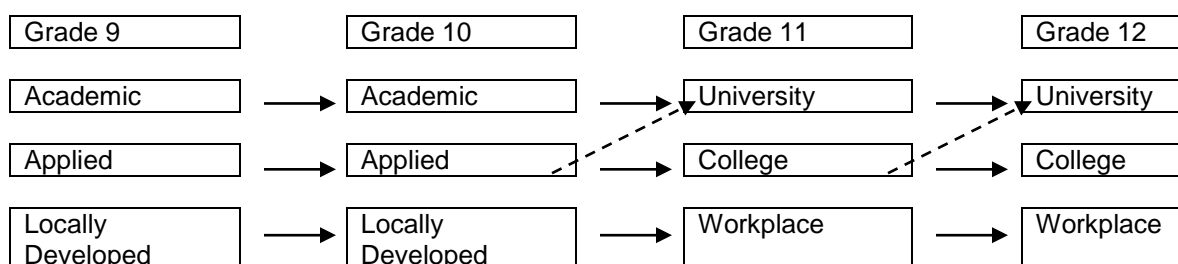 Grade 9 Grade 10 Grade 11 Grade 12
Academic Academic University University
Applied Applied College College
Locally Locally Workplace Workplace
Developed Developed